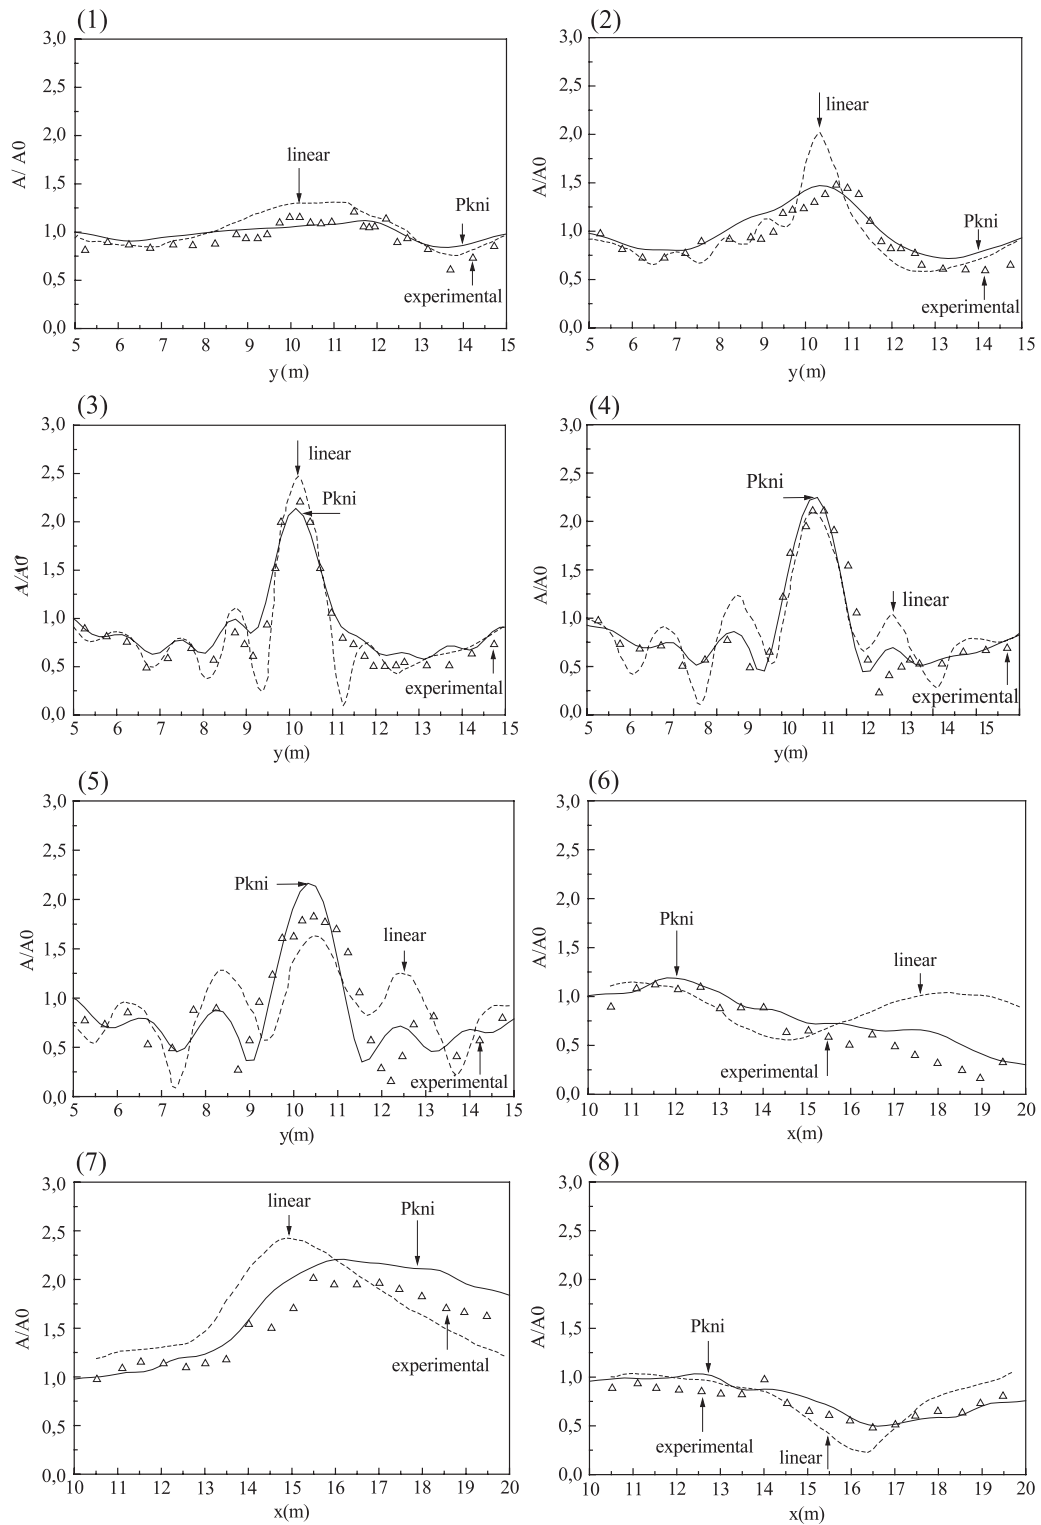 (1)
3,0
2,5
2,0
1,5
1,0
0,5
0,0
A/ A0
linear
Pkni
experimental
5 6 7 8 9 10 11 12 13 14 15
y(m)
(2)
3,0
2,5
2,0
1,5
1,0
0,5
0,0
A/A0
linear
Pkni
experimental
5 6 7 8 9 10 11 12 13 14 15
y(m)
(3)
3,0
2,5
2,0
1,5
1,0
0,5
0,0
A/A0
linear
Pkni
experimental
5 6 7 8 9 10 11 12 13 14 15
y(m)
(4)
3,0
2,5
2,0
1,5
1,0
0,5
0,0
A/A0
Pkni
linear
experimental
5 6 7 8 9 10 11 12 13 14 15
y(m)
(5)
3,0
2,5
2,0
1,5
1,0
0,5
0,0
A/A0
Pkni
linear
experimental
5 6 7 8 9 10 11 12 13 14 15
y(m)
(6)
3,0
2,5
2,0
1,5
1,0
0,5
0,0
A/A0
Pkni
linear
experimental
10 11 12 13 14 15 16 17 18 19 20
x(m)
(7)
3,0
2,5
2,0
1,5
1,0
0,5
0,0
A/A0
linear
Pkni
experimental
10 11 12 13 14 15 16 17 18 19 20
x(m)
(8)
3,0
2,5
2,0
1,5
1,0
0,5
0,0
A/A0
Pkni
experimental
linear
10 11 12 13 14 15 16 17 18 19 20
x(m)